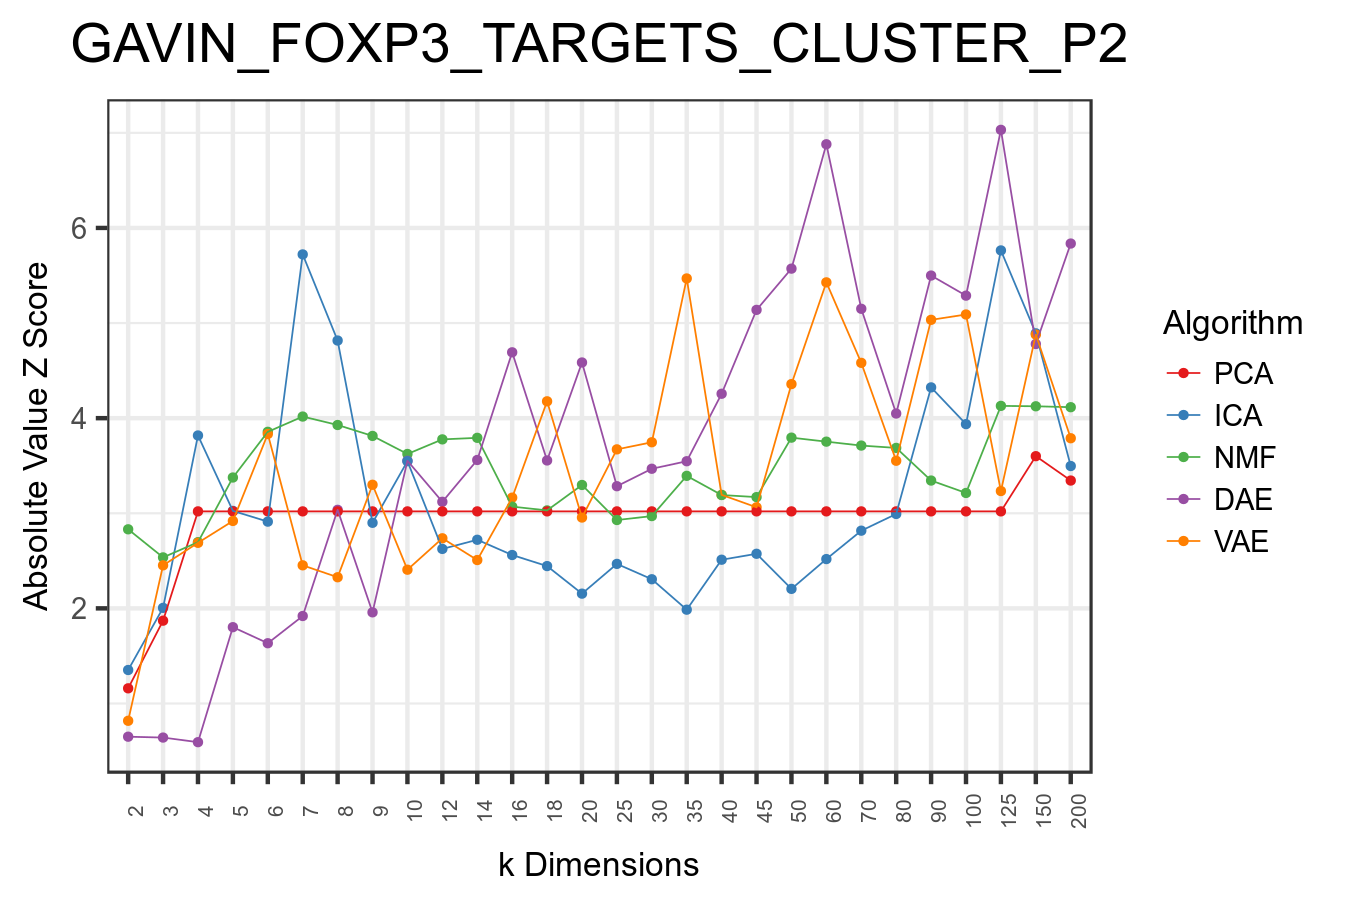 GAVIN_FOXP3_TARGETS_CLUSTER_P2
Absolute Value Z Score
6
4
2
2 3 4 5 6 7 8 9 10 12 14 16 18 20 25 30 35 40 45 50 60 70 80 90 100 125 150 200
k Dimensions
Algorithm
PCA
ICA
NMF
DAE
VAE